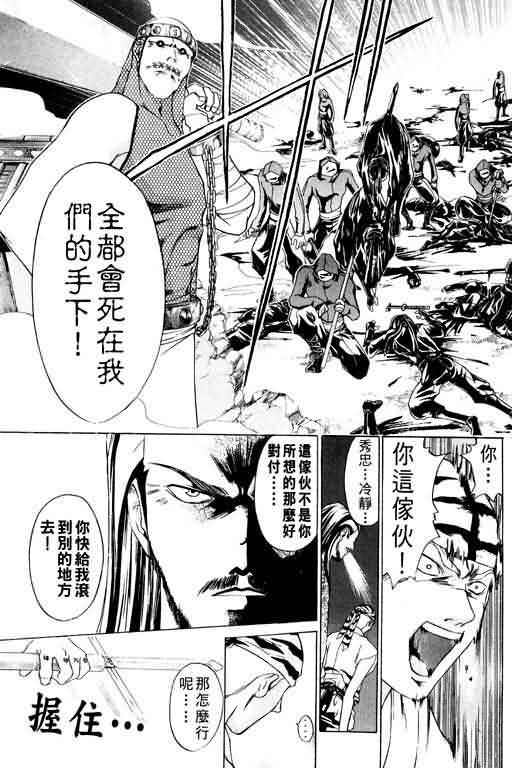 全都會死在我
們的手下！
你…
你這傢伙！
秀忠…冷靜…
這傢伙不是你
所想的那麼好
對付……
你快給我滾
到別的地方
去！
……
那怎麼行
呢……
握住…